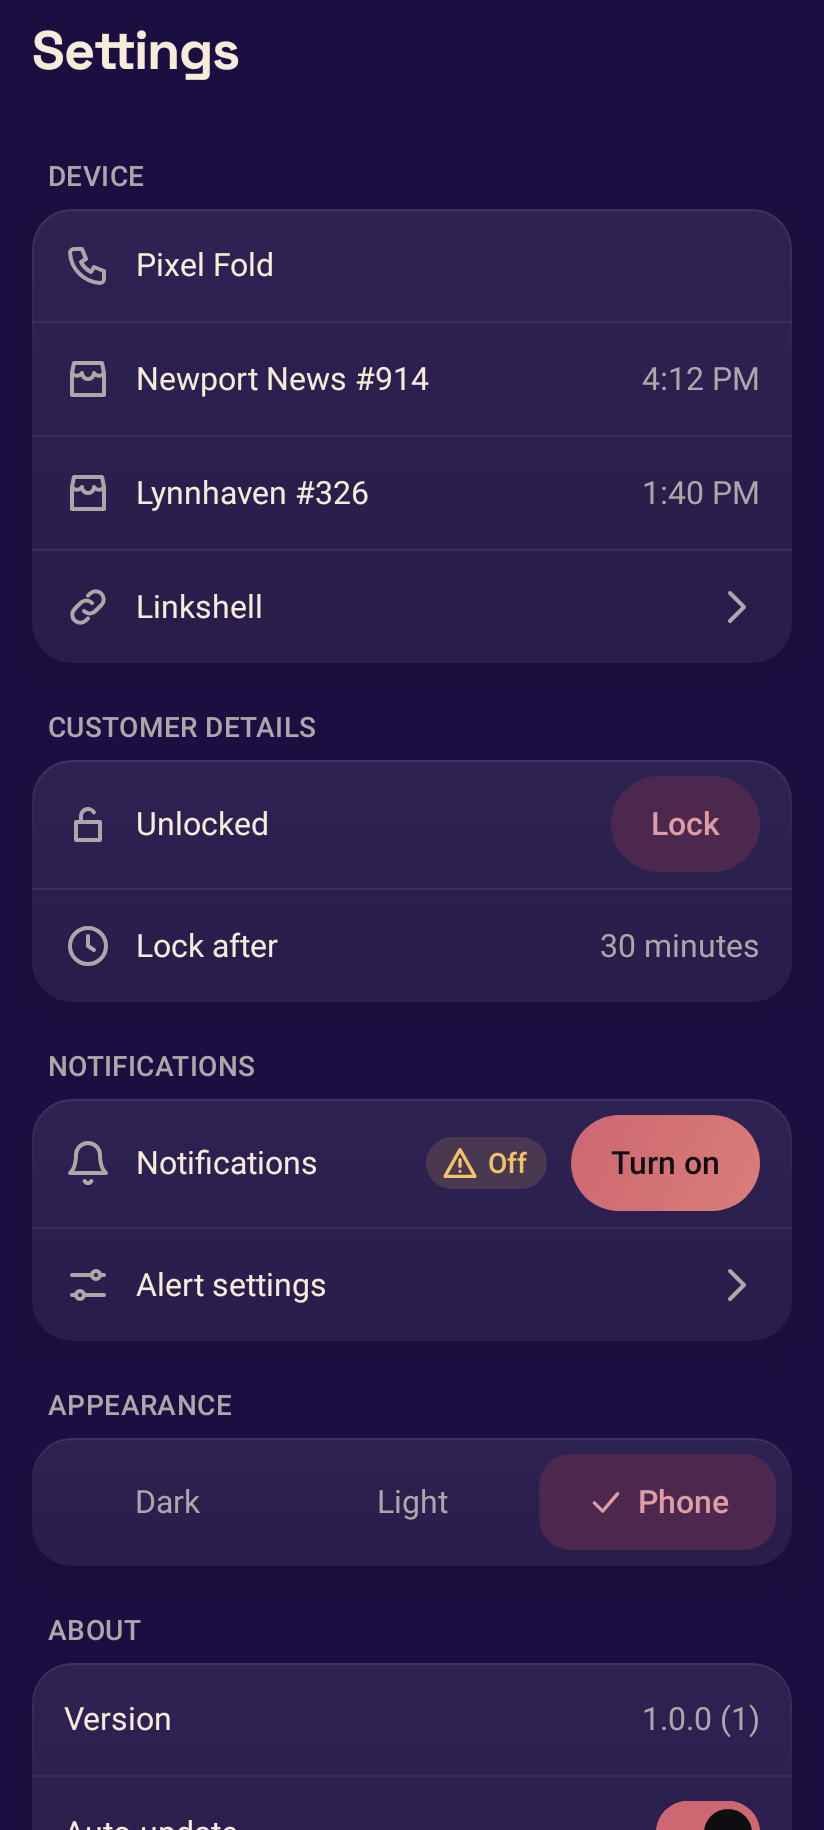 Settings
DEVICE
Pixel Fold
Newport News #914 4:12 PM
Lynnhaven #326 1:40 PM
Linkshell
CUSTOMER DETAILS
Unlocked Lock
Lock after 30 minutes
NOTIFICATIONS
Notifications Off Turn on
Alert settings
APPEARANCE
Dark Light Phone
ABOUT
Version 1.0.0 (1)
Auto update